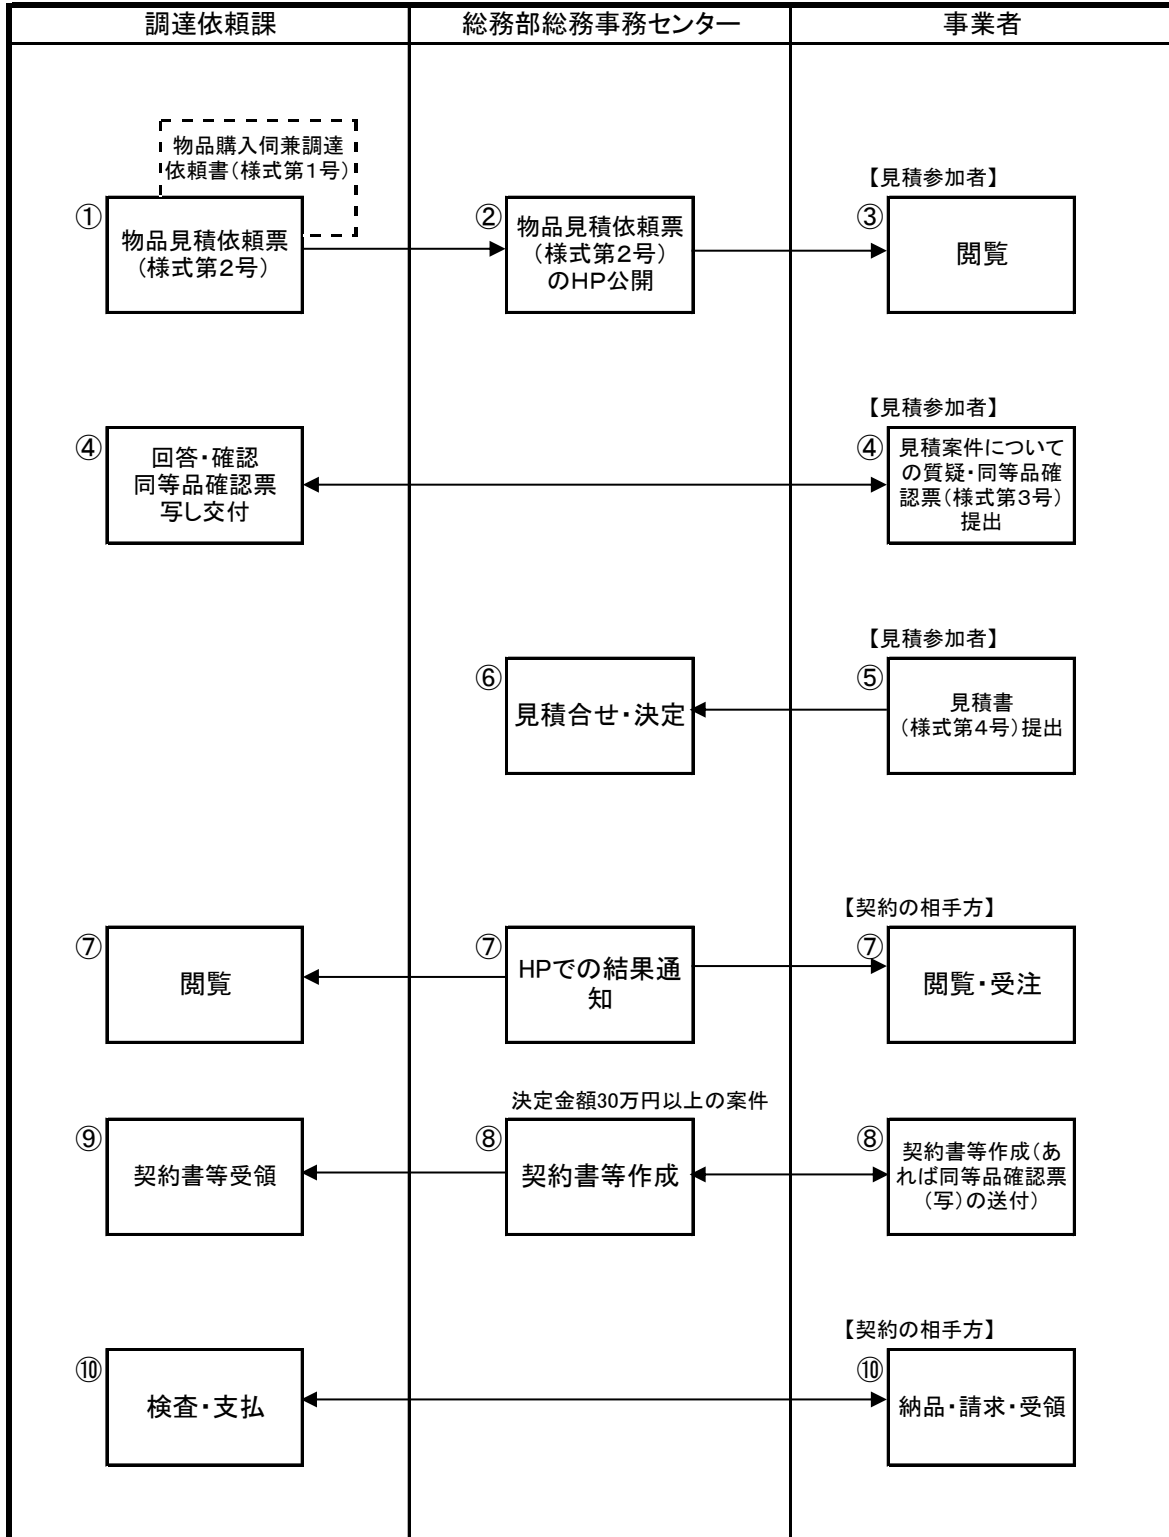 調達依頼課
総務部総務事務センター
事業者
物品購入伺兼調達
依頼書(様式第1号)
①
物品見積依頼票
(様式第2号)
②
物品見積依頼票
(様式第2号)
のHP公開
【見積参加者】
③
閲覧
④
回答・確認
同等品確認票
写し交付
【見積参加者】
④
見積案件について
の質疑・同等品確
認票(様式第3号)
提出
⑥
見積合せ・決定
【見積参加者】
⑤
見積書
(様式第4号)提出
⑦
閲覧
⑦
HPでの結果通
知
【契約の相手方】
⑦
閲覧・受注
⑨
契約書等受領
決定金額30万円以上の案件
⑧
契約書等作成
⑧
契約書等作成(あ
れば同等品確認票
(写)の送付)
⑩
検査・支払
【契約の相手方】
⑩
納品・請求・受領